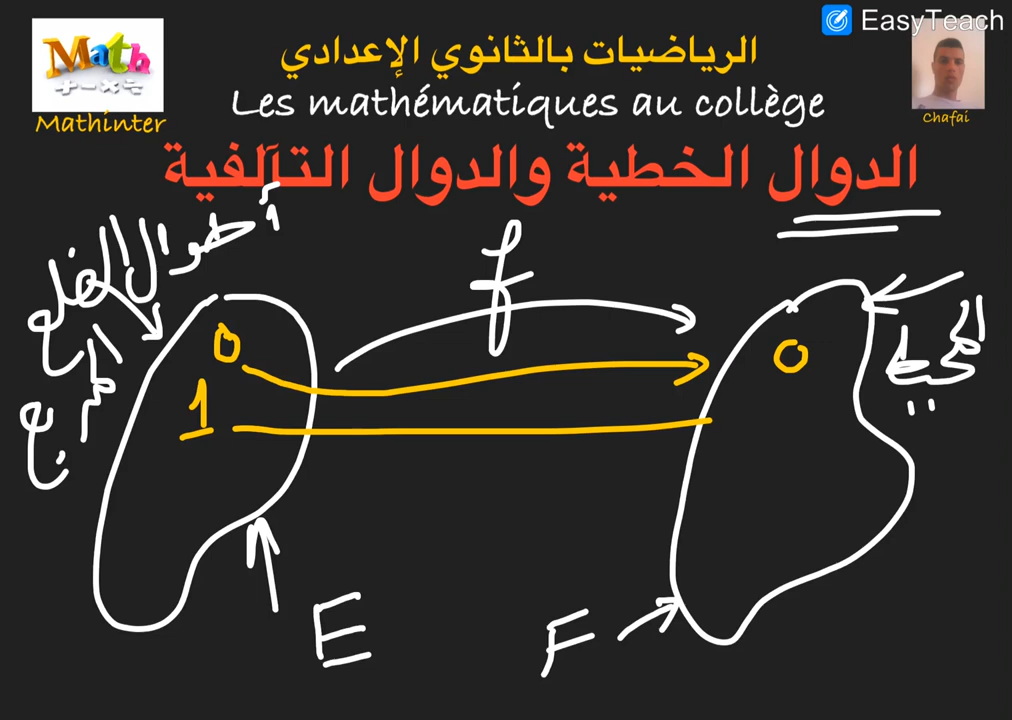 EasyTeach
Math
+ - × ÷
Mathinter
الرياضيات بالثانوي الإعدادي
Les mathématiques au collège
Chafai
الدوال الخطية والدوال التآلفية
أطوال الضلع
المربع
f
المحيط
0
0
1
E
F